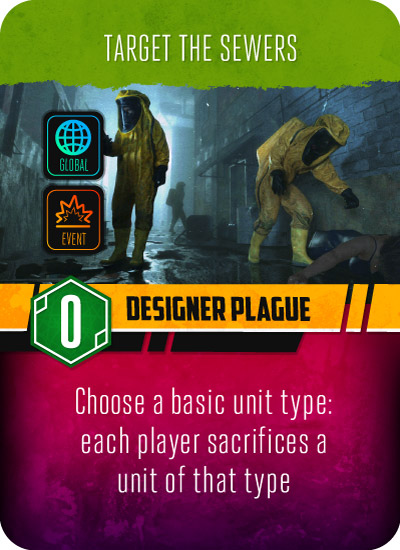 TARGET THE SEWERS
GLOBAL
EVENT
0
DESIGNER PLAGUE
Choose a basic unit type:
each player sacrifices a
unit of that type